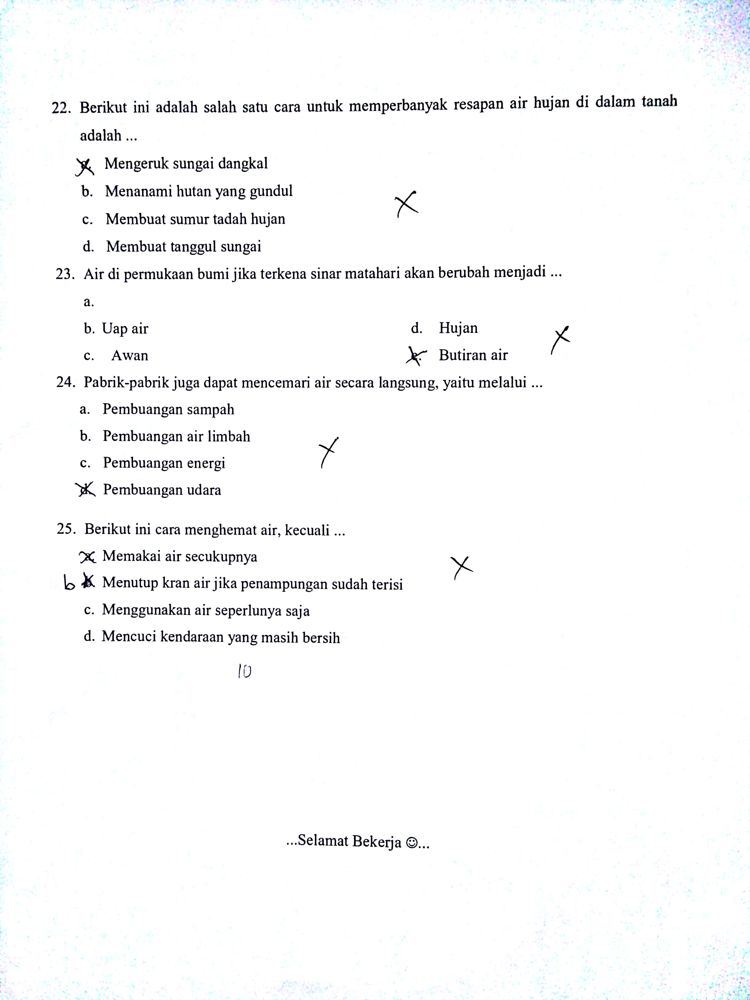 22. Berikut ini adalah salah satu cara untuk memperbanyak resapan air hujan di dalam tanah
adalah ...
a. Mengeruk sungai dangkal
b. Menanami hutan yang gundul
c. Membuat sumur tadah hujan
d. Membuat tanggul sungai
23. Air di permukaan bumi jika terkena sinar matahari akan berubah menjadi ...
a.
b. Uap air
d. Hujan
c. Awan
e. Butiran air
24. Pabrik-pabrik juga dapat mencemari air secara langsung, yaitu melalui ...
a. Pembuangan sampah
b. Pembuangan air limbah
c. Pembuangan energi
d. Pembuangan udara
25. Berikut ini cara menghemat air, kecuali ...
a. Memakai air secukupnya
b b. Menutup kran air jika penampungan sudah terisi
c. Menggunakan air seperlunya saja
d. Mencuci kendaraan yang masih bersih
10
...Selamat Bekerja ☺...